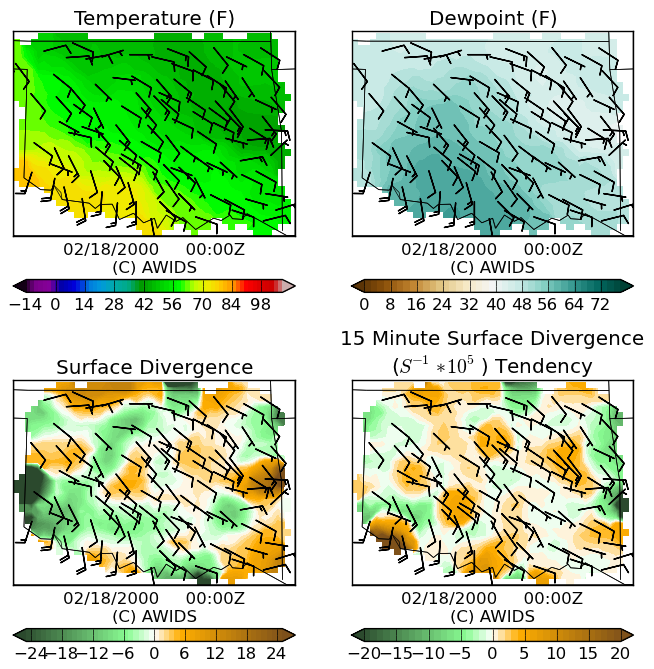 Temperature (F)
Dewpoint (F)
02/18/2000 00:00Z
(C) AWIDS
−14 0 14 28 42 56 70 84 98
02/18/2000 00:00Z
(C) AWIDS
0 8 16 24 32 40 48 56 64 72
Surface Divergence
15 Minute Surface Divergence
(S⁻¹ *10⁵ ) Tendency
02/18/2000 00:00Z
(C) AWIDS
−24−18−12 −6 0 6 12 18 24
02/18/2000 00:00Z
(C) AWIDS
−20−15−10 −5 0 5 10 15 20